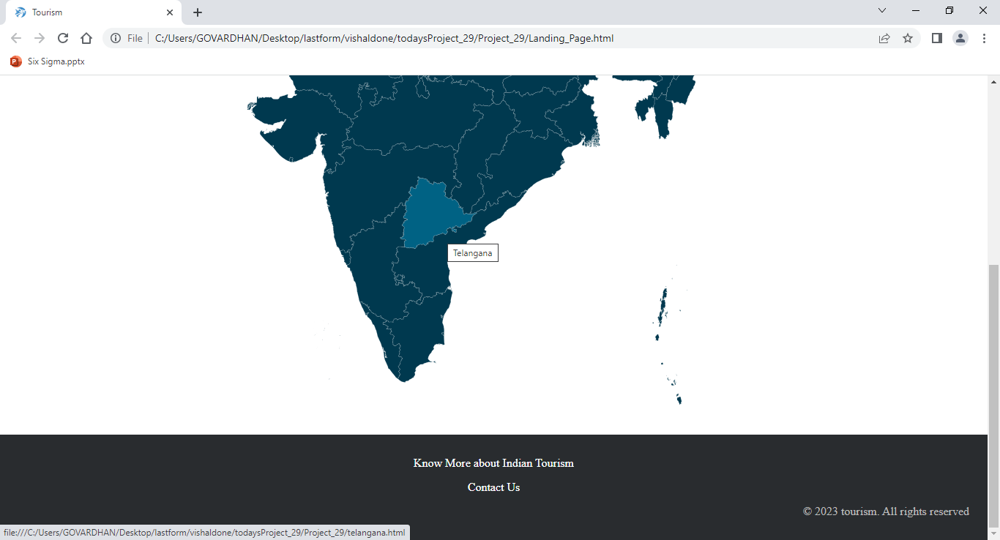 Tourism
File
C:/Users/GOVARDHAN/Desktop/lastform/vishaldone/todaysProject_29/Project_29/Landing_Page.html
Six Sigma.pptx
Telangana
Know More about Indian Tourism
Contact Us
© 2023 tourism. All rights reserved
file:///C:/Users/GOVARDHAN/Desktop/lastform/vishaldone/todaysProject_29/Project_29/telangana.html